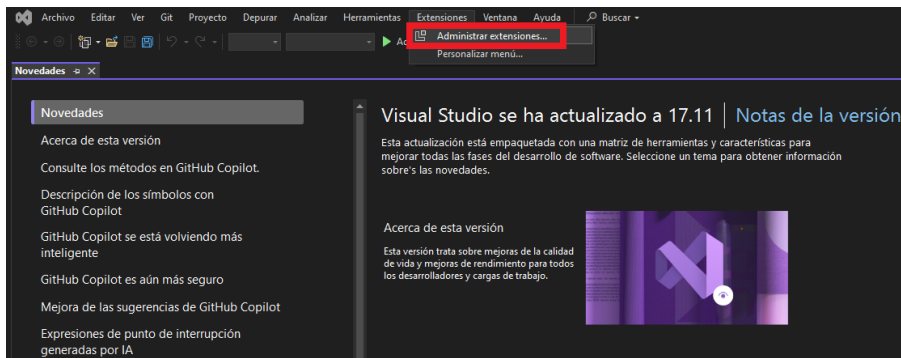 Archivo Editar Ver Git Proyecto Depurar Analizar Herramientas Extensiones Ventana Ayuda Buscar
Administrar extensiones...
Personalizar menú...
Novedades
Novedades
Acerca de esta versión
Consulte los métodos en GitHub Copilot.
Descripción de los símbolos con
GitHub Copilot
GitHub Copilot se está volviendo más
inteligente
GitHub Copilot es aún más seguro
Mejora de las sugerencias de GitHub Copilot
Expresiones de punto de interrupción
generadas por IA
Visual Studio se ha actualizado a 17.11 | Notas de la versión
Esta actualización está empaquetada con una matriz de herramientas y características para
mejorar todas las fases del desarrollo de software. Seleccione un tema para obtener información
sobre's las novedades.
Acerca de esta versión
Esta versión trata sobre mejoras de la calidad
de vida y mejoras de rendimiento para todos
los desarrolladores y cargas de trabajo.